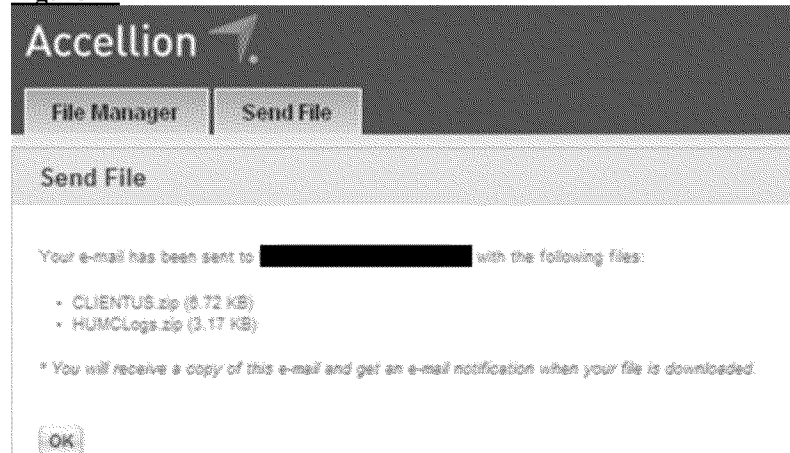 Accellion
File Manager Send File
Send File
Your e-mail has been sent to with the following files:
• CLIENTUS.zip (6.72 KB)
• HUMCLogs.zip (3.17 KB)
* You will receive a copy of this e-mail and get an e-mail notification when your file is downloaded.
OK